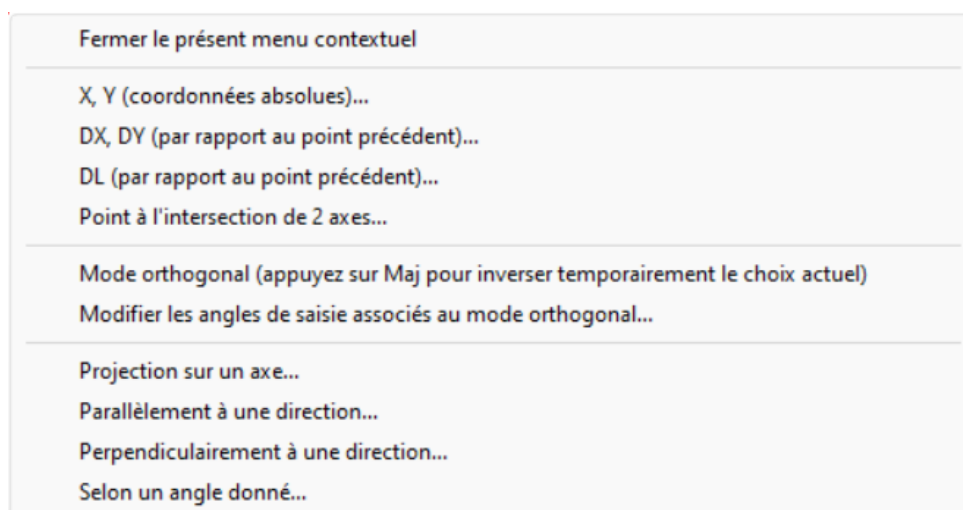 Fermer le présent menu contextuel
X, Y (coordonnées absolues)...
DX, DY (par rapport au point précédent)...
DL (par rapport au point précédent)...
Point à l'intersection de 2 axes...
Mode orthogonal (appuyez sur Maj pour inverser temporairement le choix actuel)
Modifier les angles de saisie associés au mode orthogonal...
Projection sur un axe...
Parallèlement à une direction...
Perpendiculairement à une direction...
Selon un angle donné...